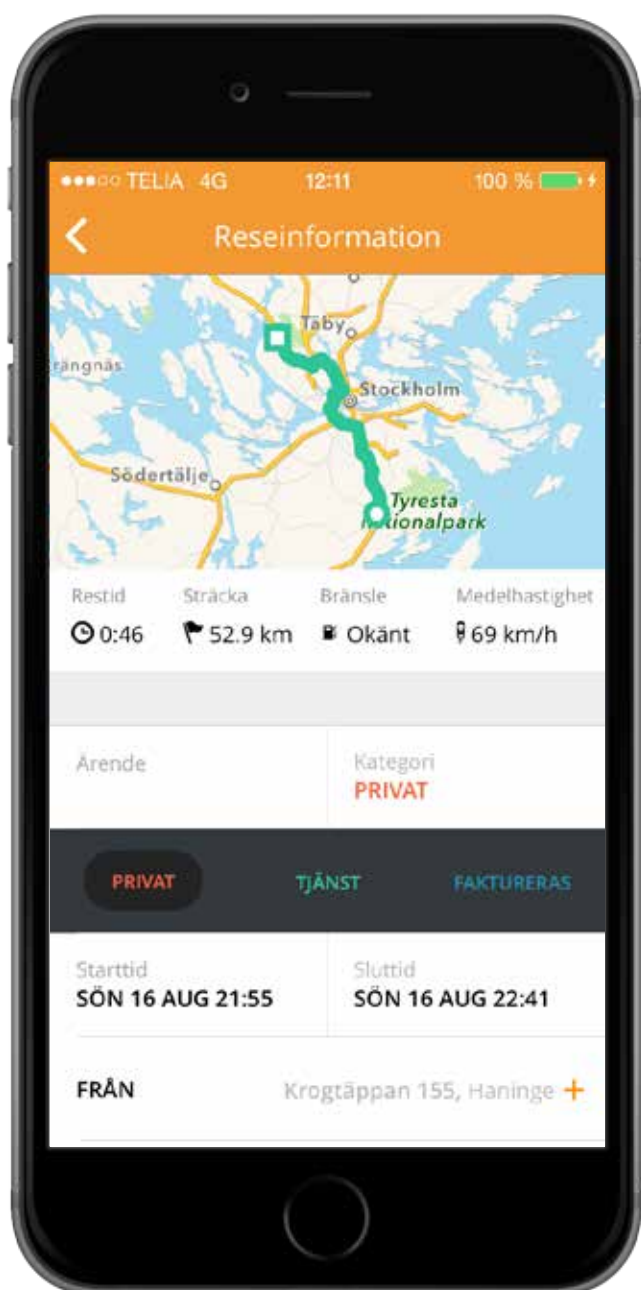 TELIA 4G 12:11 100 %
Reseinformation
Täby
rängnäs
Stockholm
Södertälje
Tyresta
nationalpark
Restid Sträcka Bränsle Medelhastighet
0:46 52.9 km Okänt 69 km/h
Ärende Kategori
PRIVAT
PRIVAT TJÄNST FAKTURERAS
Starttid Sluttid
SÖN 16 AUG 21:55 SÖN 16 AUG 22:41
FRÅN Krogtäppan 155, Haninge +